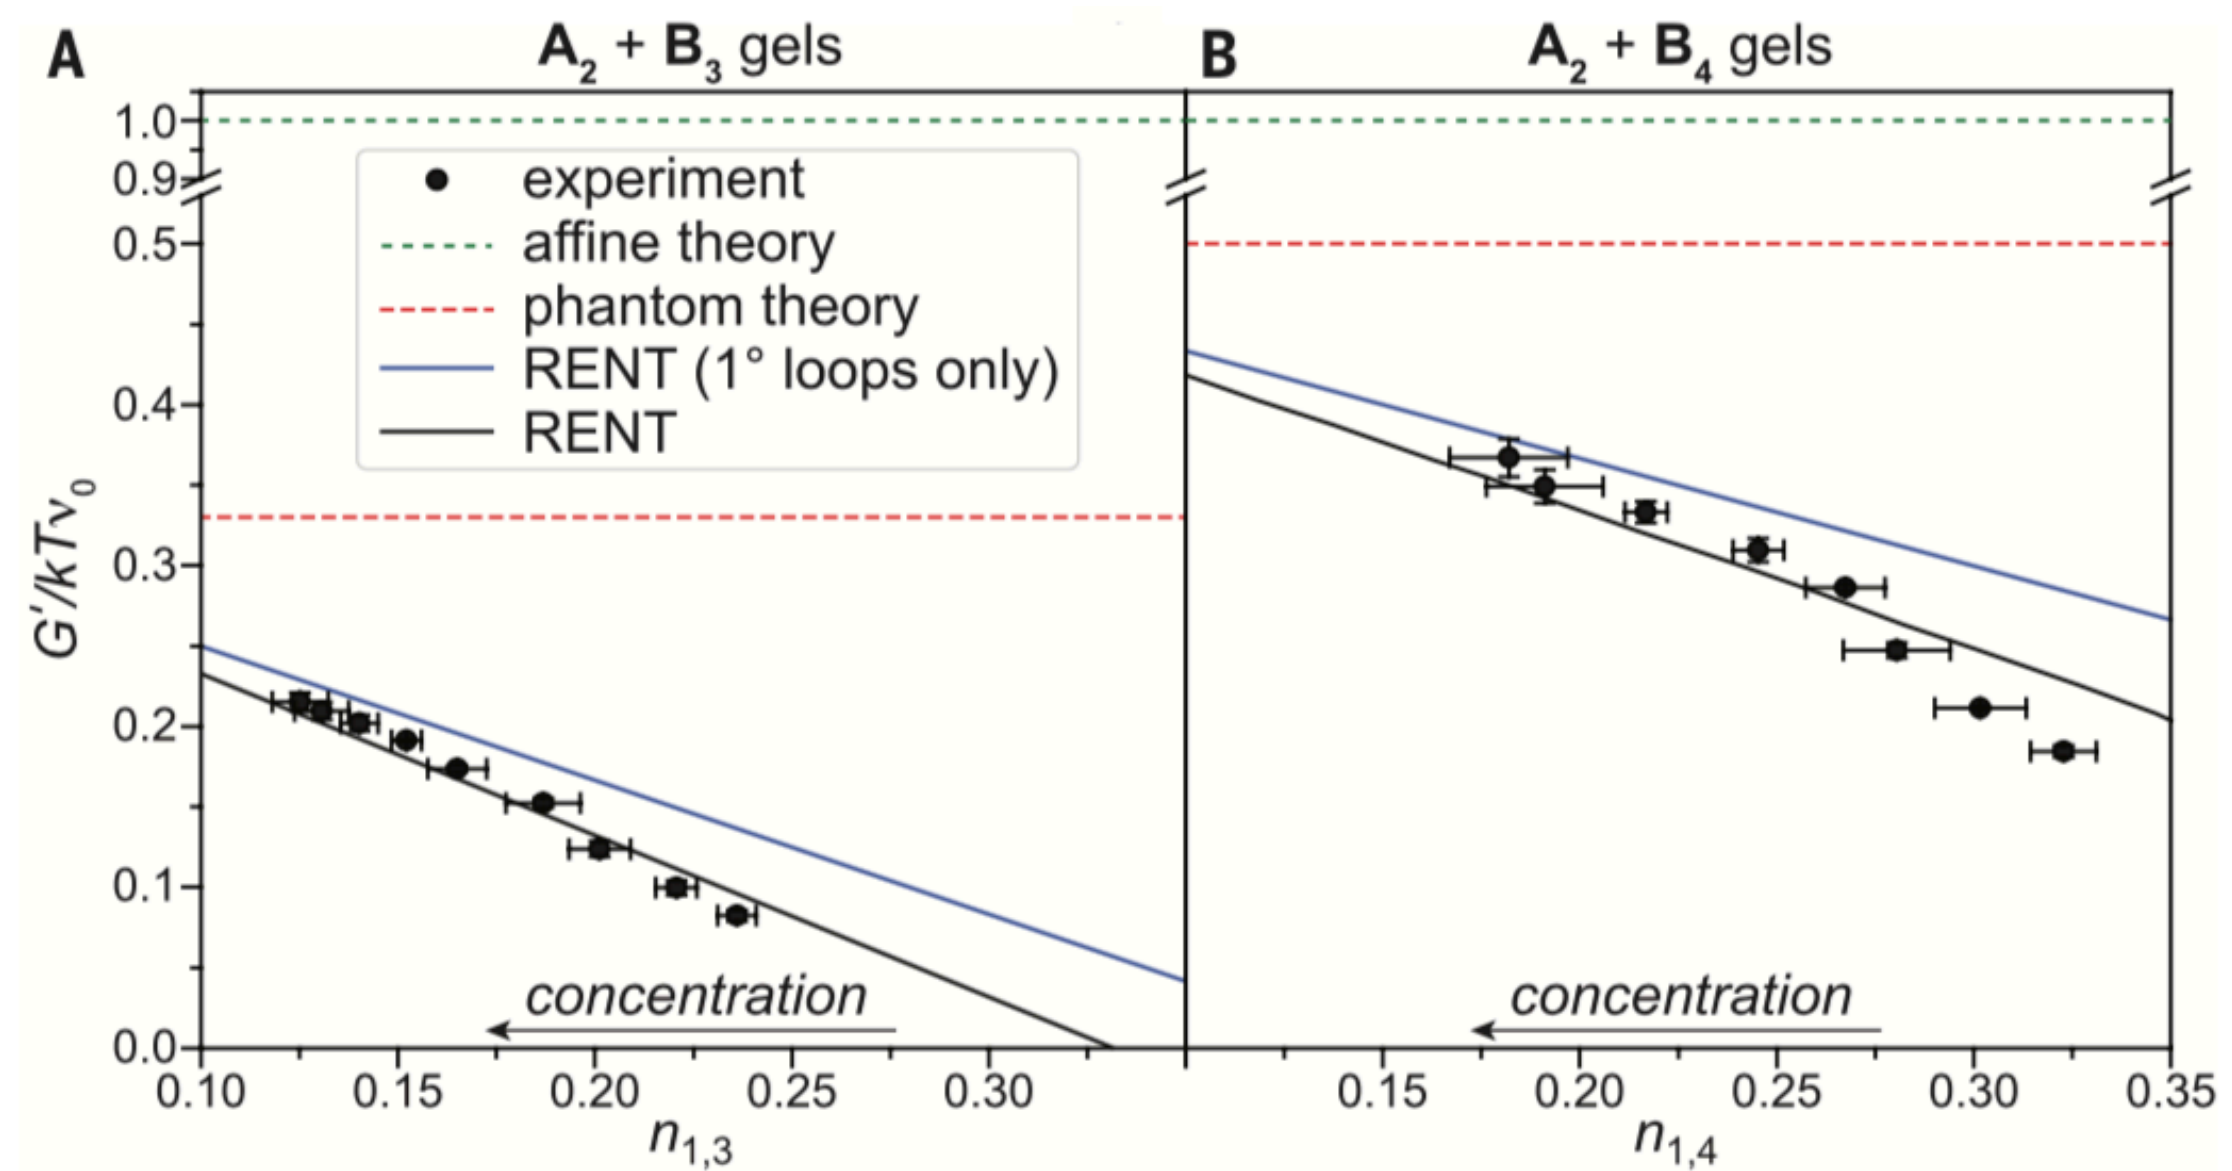 A
A₂ + B₃ gels
B
A₂ + B₄ gels
1.0
0.9
0.5
0.4
0.3
0.2
0.1
0.0
G′/kTν₀
experiment
affine theory
phantom theory
RENT (1° loops only)
RENT
concentration
concentration
0.10 0.15 0.20 0.25 0.30
0.15 0.20 0.25 0.30 0.35
n₁,₃
n₁,₄